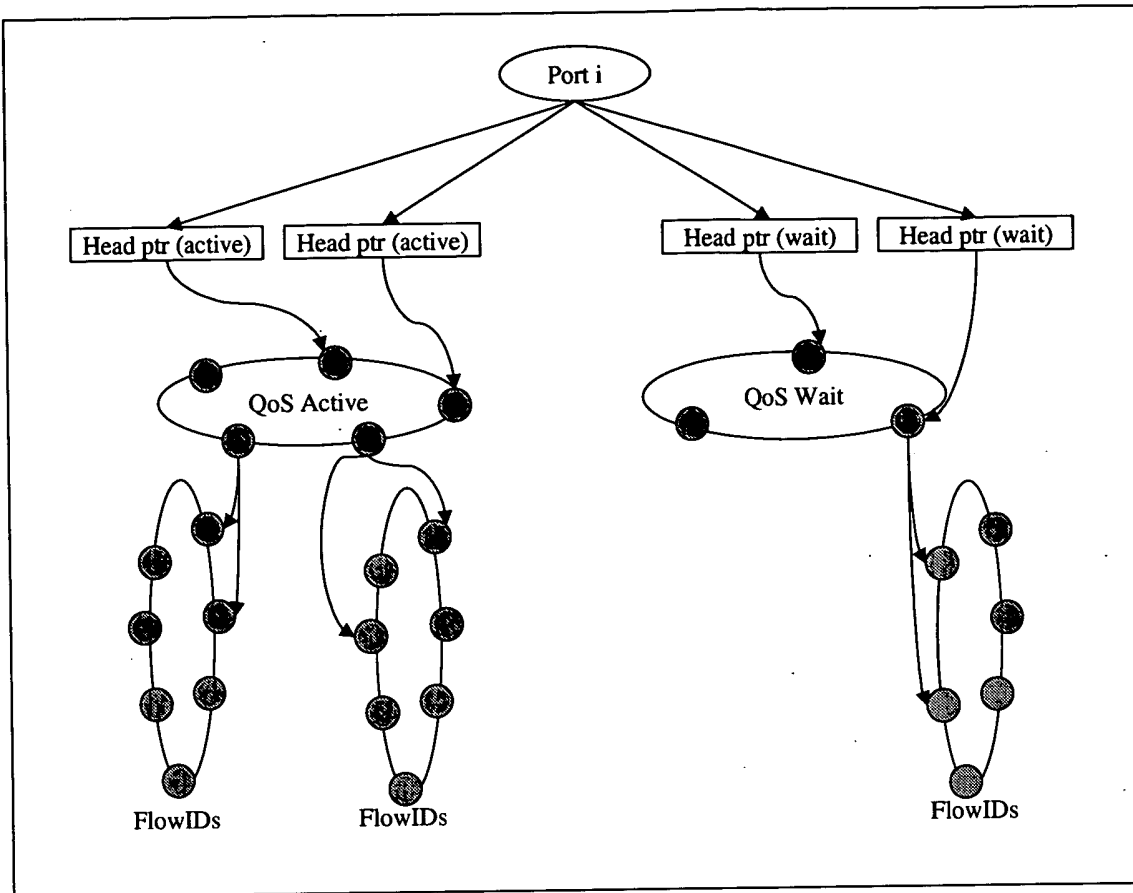 Port i
Head ptr (active)
Head ptr (active)
Head ptr (wait)
Head ptr (wait)
QoS Active
QoS Wait
FlowIDs
FlowIDs
FlowIDs